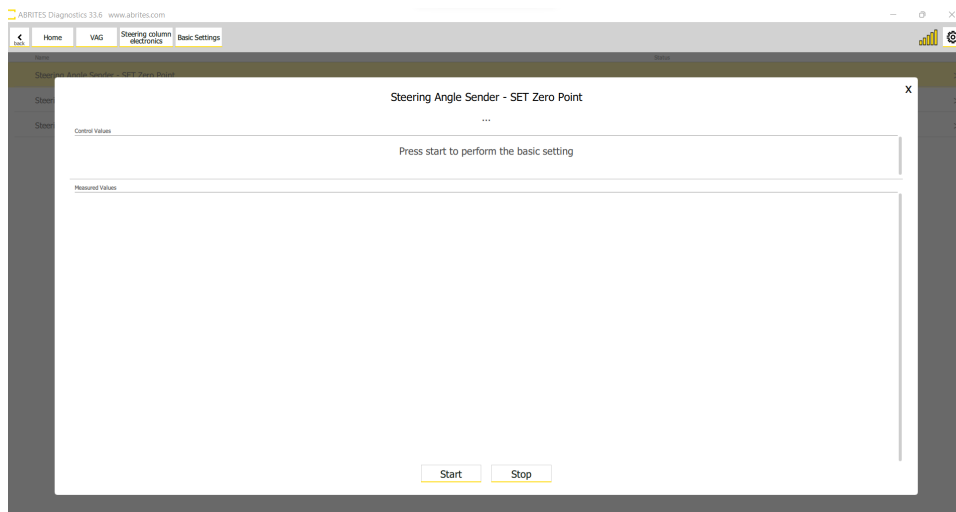 ABRITES Diagnostics 33.6 www.abrites.com
back
Home
VAG
Steering column
electronics
Basic Settings
Name
Status
Steering Angle Sender - SET Zero Point
Steeri
Steeri
Steering Angle Sender - SET Zero Point
X
...
Control Values
Press start to perform the basic setting
Measured Values
Start
Stop